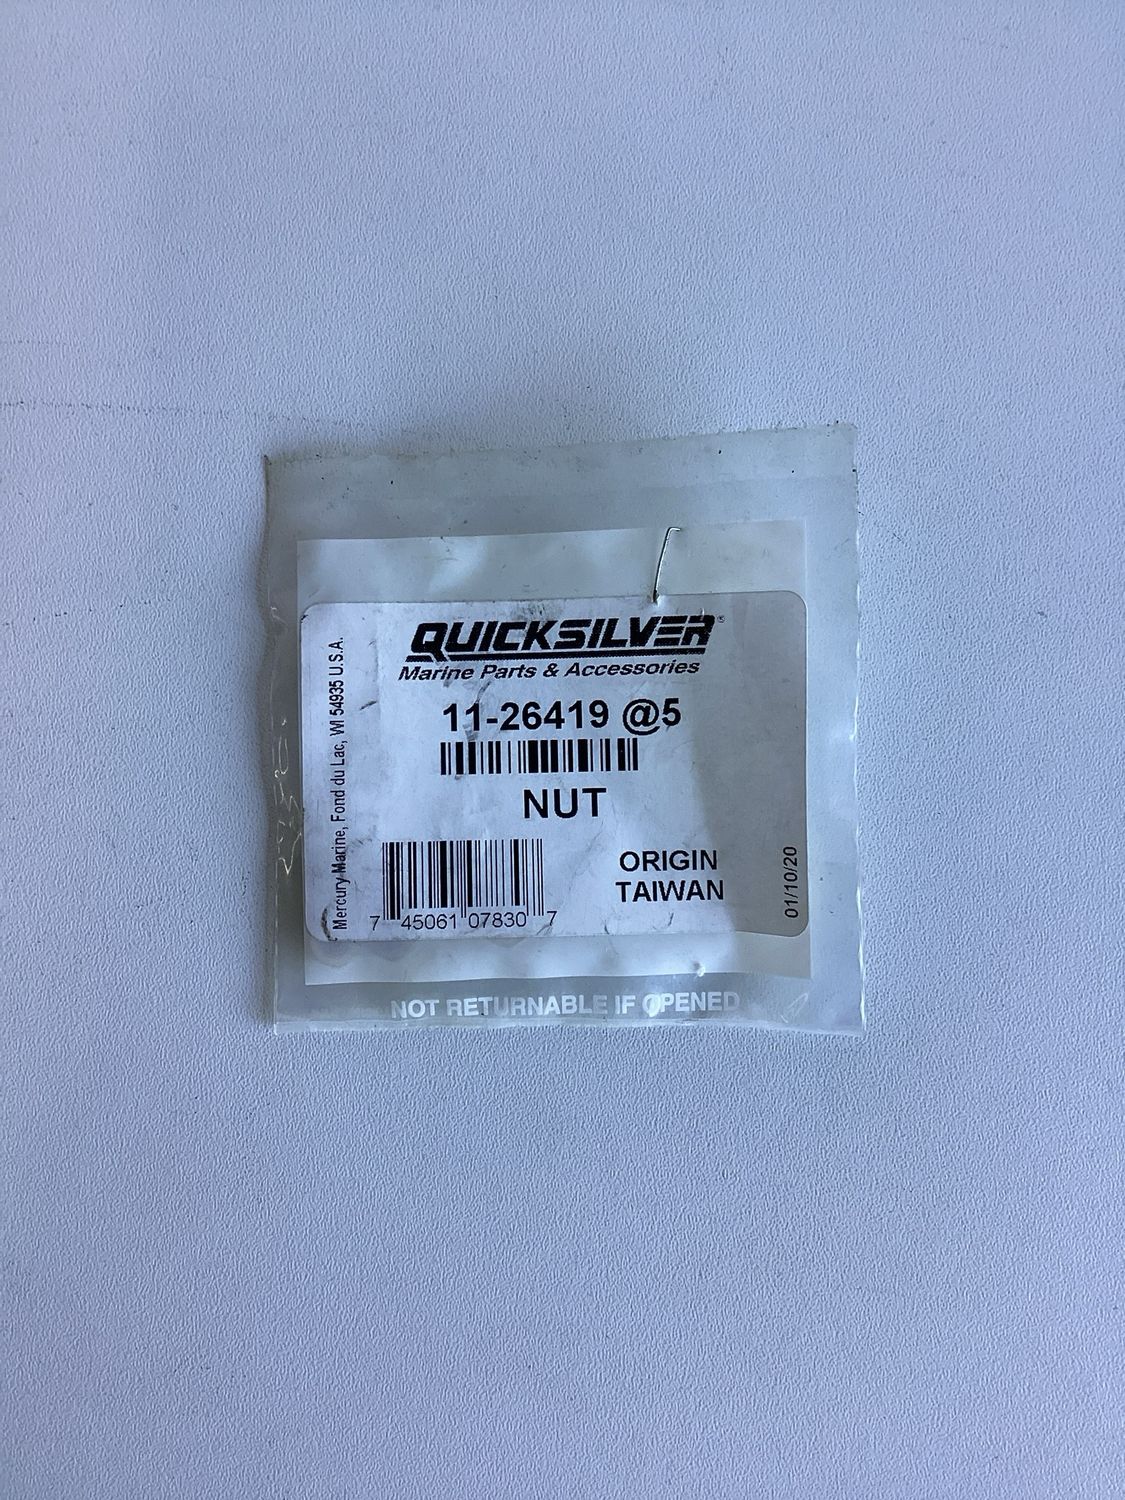 QUICKSILVER®
Marine Parts & Accessories
11-26419 @5
NUT
ORIGIN
TAIWAN
7 45061 07830 7
01/10/20
Mercury Marine, Fond du Lac, WI 54935 U.S.A.
NOT RETURNABLE IF OPENED